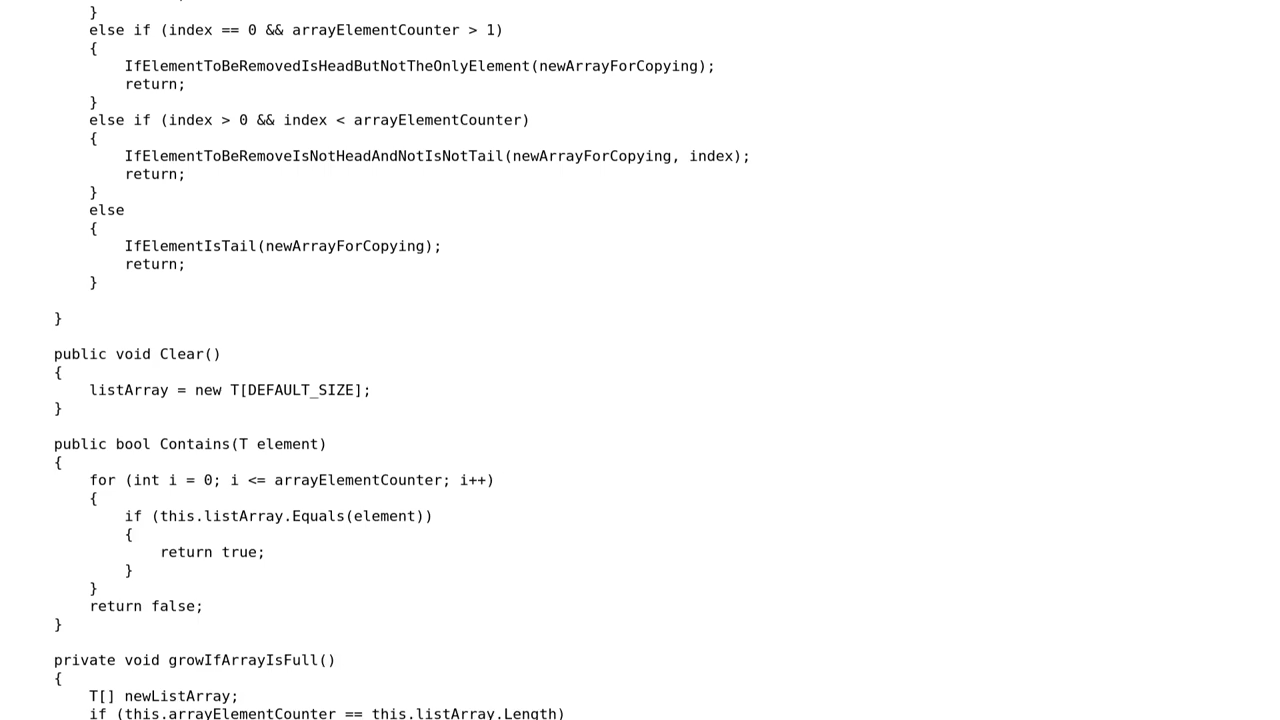 }
else if (index == 0 && arrayElementCounter > 1)
{
IfElementToBeRemovedIsHeadButNotTheOnlyElement(newArrayForCopying);
return;
}
else if (index > 0 && index < arrayElementCounter)
{
IfElementToBeRemoveIsNotHeadAndNotIsNotTail(newArrayForCopying, index);
return;
}
else
{
IfElementIsTail(newArrayForCopying);
return;
}
}
public void Clear()
{
listArray = new T[DEFAULT_SIZE];
}
public bool Contains(T element)
{
for (int i = 0; i <= arrayElementCounter; i++)
{
if (this.listArray.Equals(element))
{
return true;
}
}
return false;
}
private void growIfArrayIsFull()
{
T[] newListArray;
if (this.arrayElementCounter == this.listArray.Length)